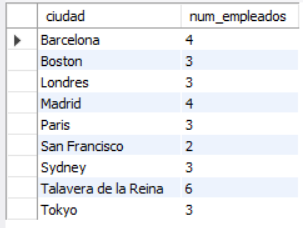 ciudad num_empleados
Barcelona 4
Boston 3
Londres 3
Madrid 4
Paris 3
San Francisco 2
Sydney 3
Talavera de la Reina 6
Tokyo 3